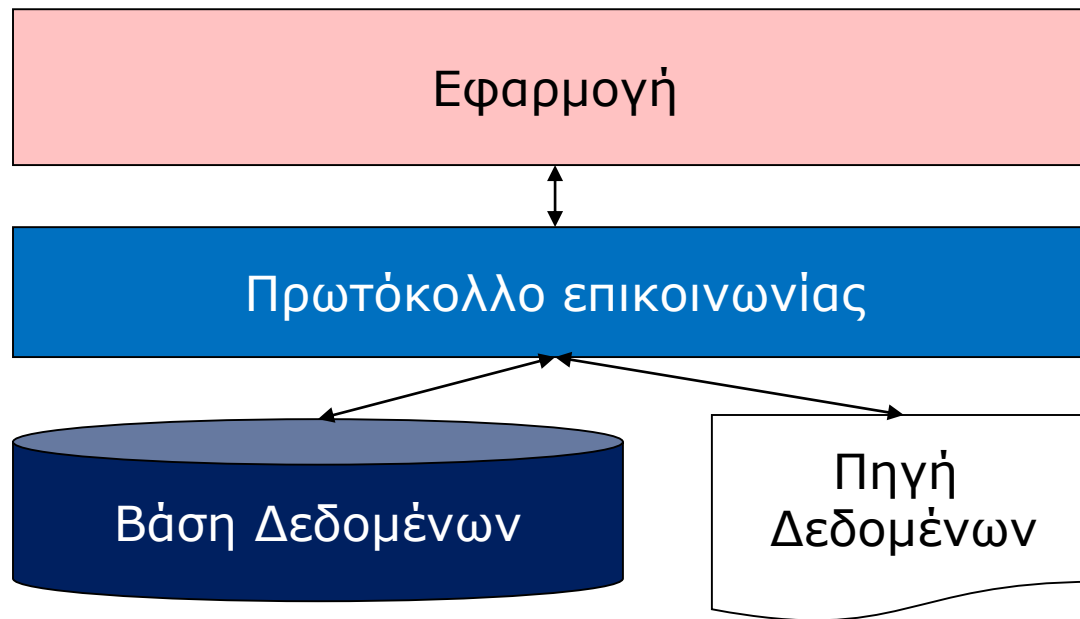 Εφαρμογή
Πρωτόκολλο επικοινωνίας
Βάση Δεδομένων
Πηγή
Δεδομένων